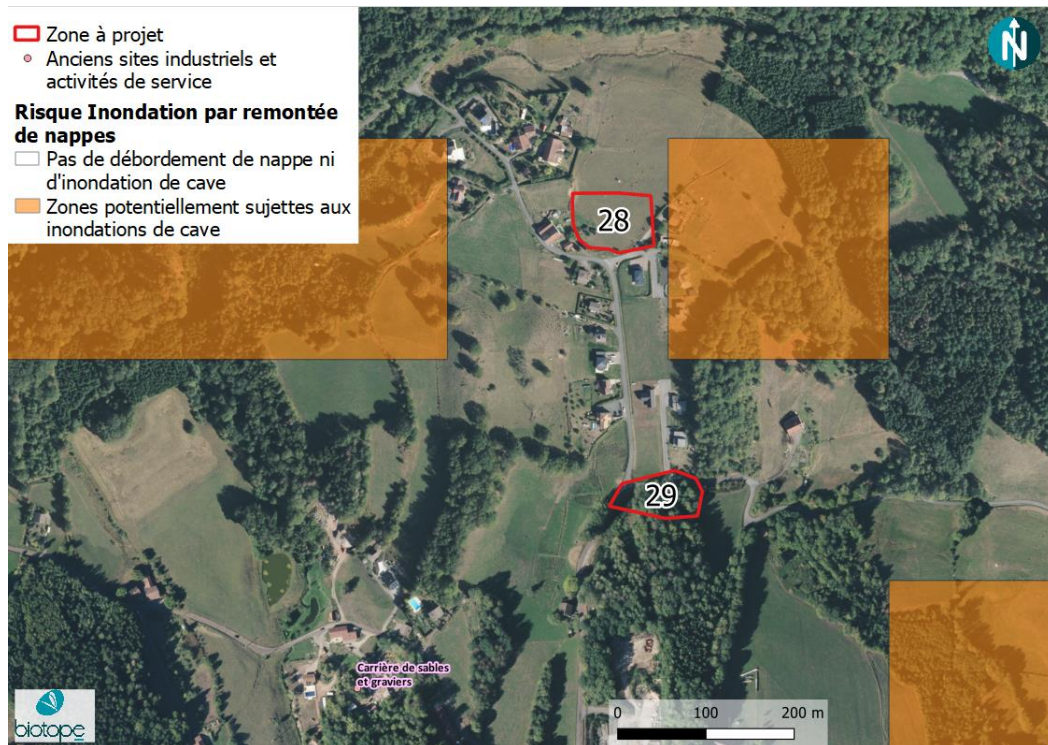 Zone à projet
Anciens sites industriels et
activités de service
Risque Inondation par remontée
de nappes
Pas de débordement de nappe ni
d'inondation de cave
Zones potentiellement sujettes aux
inondations de cave
N
28
29
Carrière de sables
et graviers
biotope
0 100 200 m